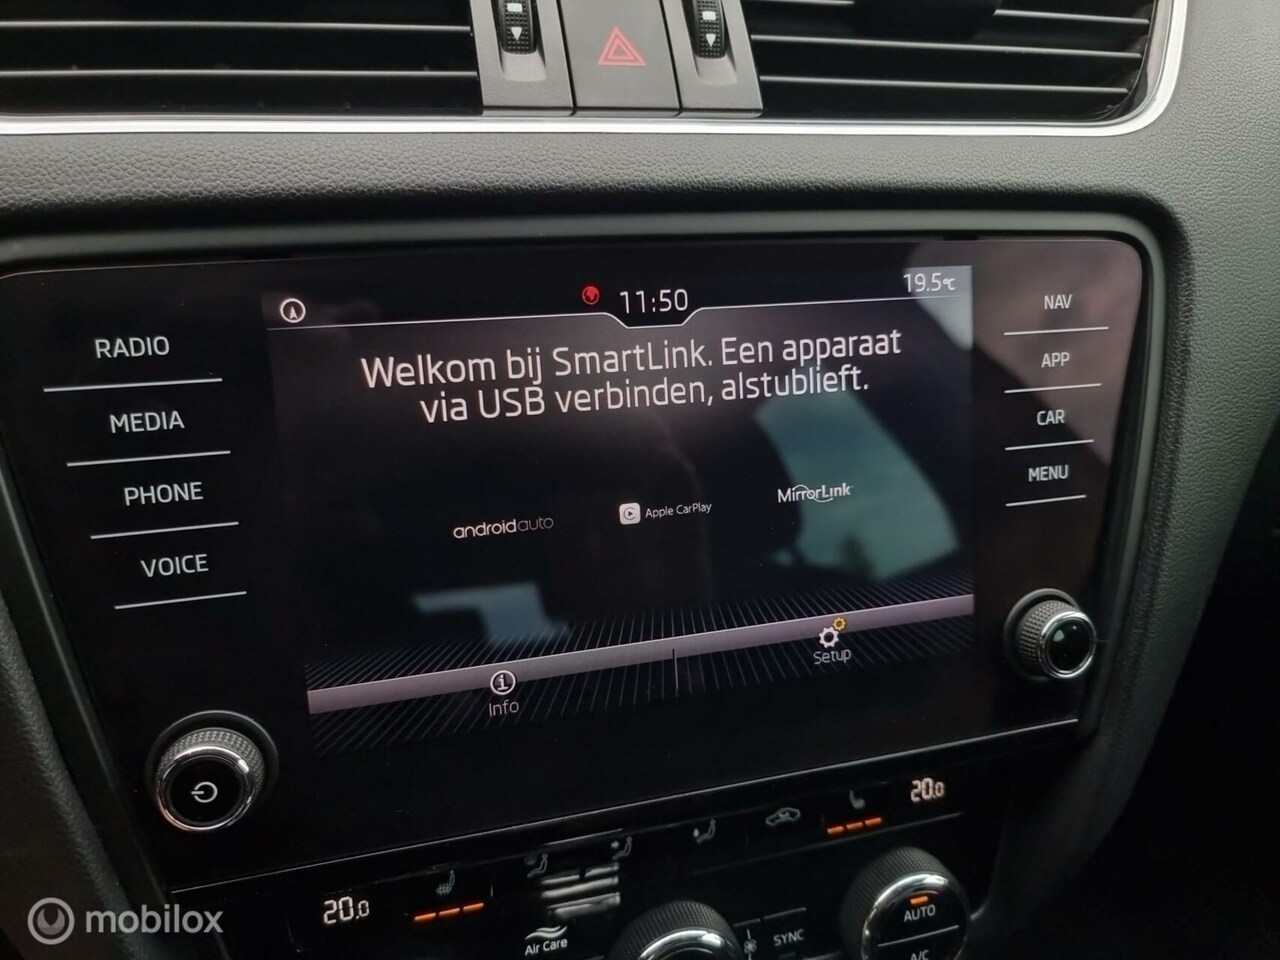 11:50
19.5°C
RADIO
MEDIA
PHONE
VOICE
Welkom bij SmartLink. Een apparaat
via USB verbinden, alstublieft.
androidauto
Apple CarPlay
MirrorLink
Info
Setup
NAV
APP
CAR
MENU
20.0
20.0
Air Care
SYNC
AUTO
A/C
mobilox